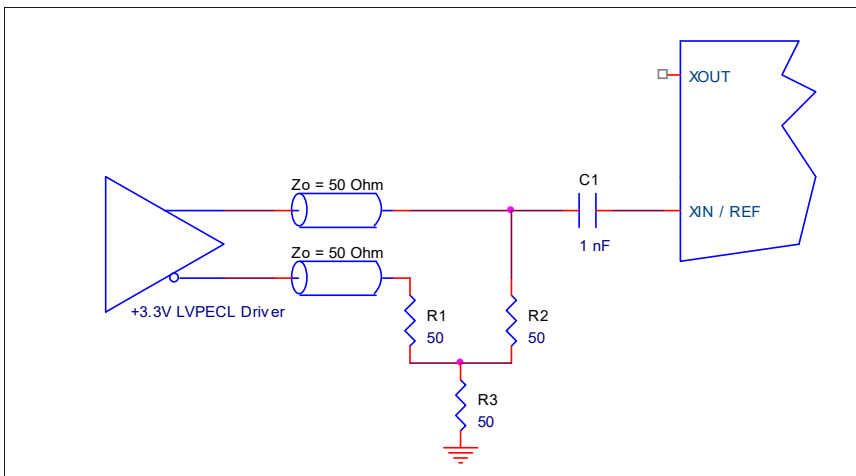 XOUT
C1
Zo = 50 Ohm
XIN / REF
1 nF
Zo = 50 Ohm
+3.3V LVPECL Driver
R1
50
R2
50
R3
50